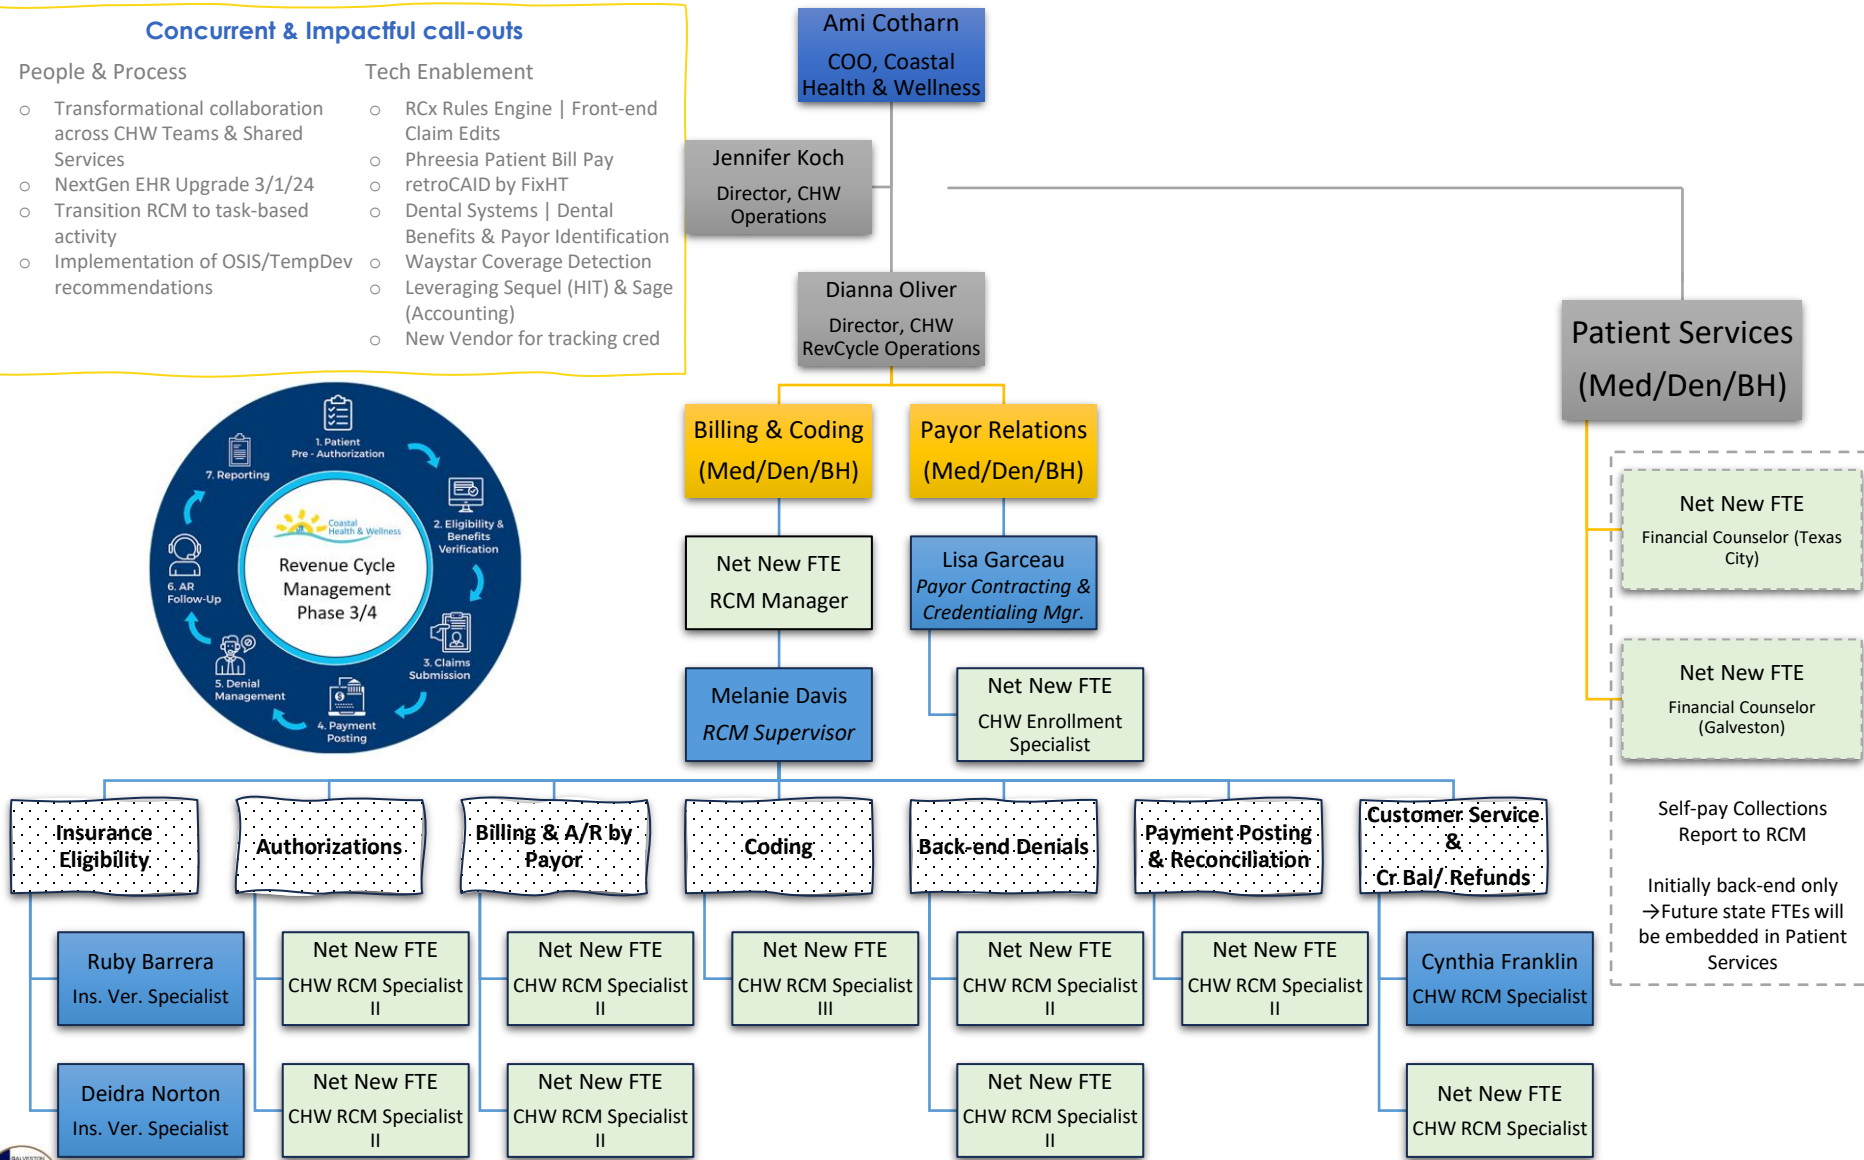 Concurrent & Impactful call-outs
People & Process
o Transformational collaboration
across CHW Teams & Shared
Services
o NextGen EHR Upgrade 3/1/24
o Transition RCM to task-based
activity
o Implementation of OSIS/TempDev
recommendations
Tech Enablement
o RCx Rules Engine | Front-end
Claim Edits
o Phreesia Patient Bill Pay
o retroCAID by FixHT
o Dental Systems | Dental
Benefits & Payor Identification
o Waystar Coverage Detection
o Leveraging Sequel (HIT) & Sage
(Accounting)
o New Vendor for tracking cred
Ami Cotharn
COO, Coastal
Health & Wellness
Jennifer Koch
Director, CHW
Operations
Dianna Oliver
Director, CHW
RevCycle Operations
Patient Services
(Med/Den/BH)
Billing & Coding
(Med/Den/BH)
Payor Relations
(Med/Den/BH)
Net New FTE
RCM Manager
Lisa Garceau
Payor Contracting &
Credentialing Mgr.
Melanie Davis
RCM Supervisor
Net New FTE
CHW Enrollment
Specialist
Net New FTE
Financial Counselor (Texas
City)
Net New FTE
Financial Counselor
(Galveston)
Self-pay Collections
Report to RCM
Initially back-end only
→Future state FTEs will
be embedded in Patient
Services
1. Patient
Pre - Authorization
2. Eligibility &
Benefits
Verification
3. Claims
Submission
4. Payment
Posting
5. Denial
Management
6. AR
Follow-Up
7. Reporting
Coastal
Health & Wellness
Revenue Cycle
Management
Phase 3/4
Insurance
Eligibility
Authorizations
Billing & A/R by
Payor
Coding
Back-end Denials
Payment Posting
& Reconciliation
Customer Service
&
Cr Bal/ Refunds
Ruby Barrera
Ins. Ver. Specialist
Net New FTE
CHW RCM Specialist
II
Net New FTE
CHW RCM Specialist
II
Net New FTE
CHW RCM Specialist
III
Net New FTE
CHW RCM Specialist
II
Net New FTE
CHW RCM Specialist
II
Cynthia Franklin
CHW RCM Specialist
Deidra Norton
Ins. Ver. Specialist
Net New FTE
CHW RCM Specialist
II
Net New FTE
CHW RCM Specialist
II
Net New FTE
CHW RCM Specialist
II
Net New FTE
CHW RCM Specialist
GALVESTON